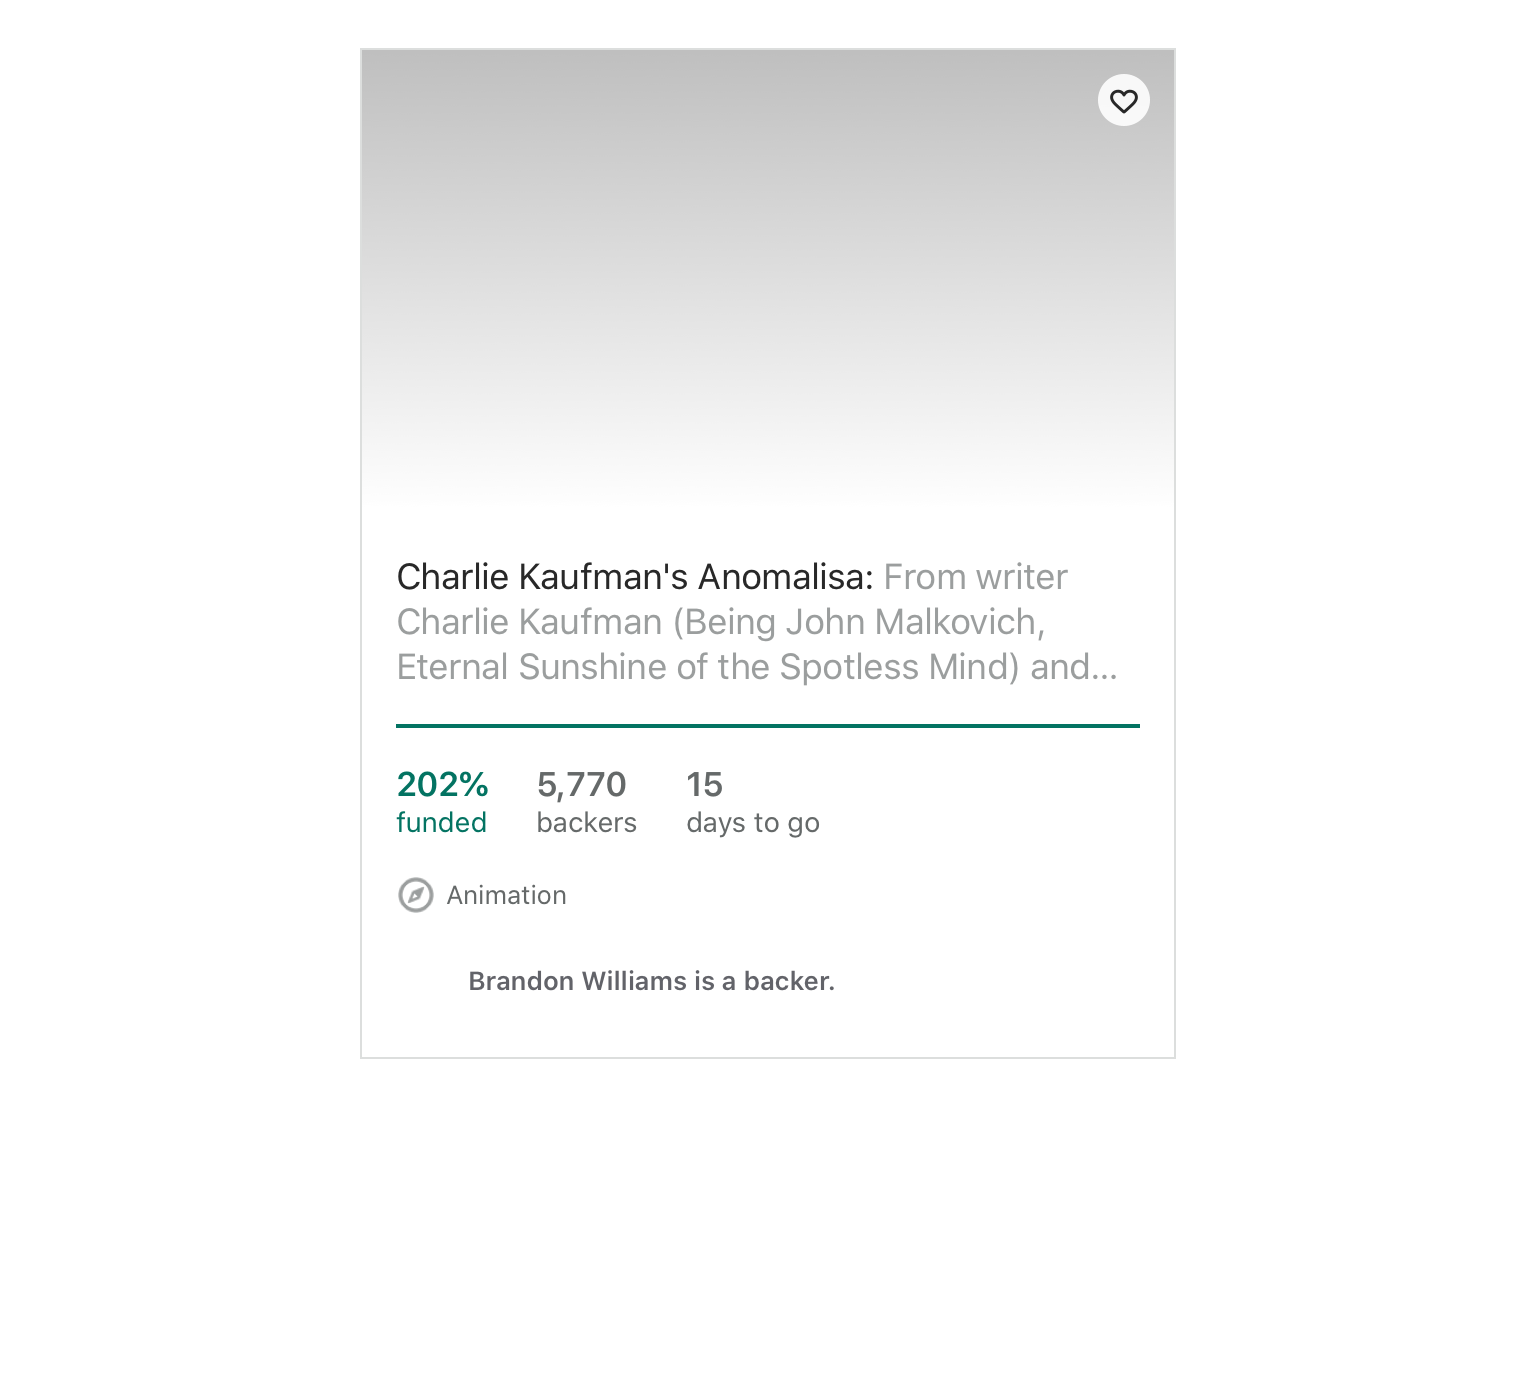 Charlie Kaufman's Anomalisa: From writer
Charlie Kaufman (Being John Malkovich,
Eternal Sunshine of the Spotless Mind) and...
202% 5,770 15
funded backers days to go
Animation
Brandon Williams is a backer.